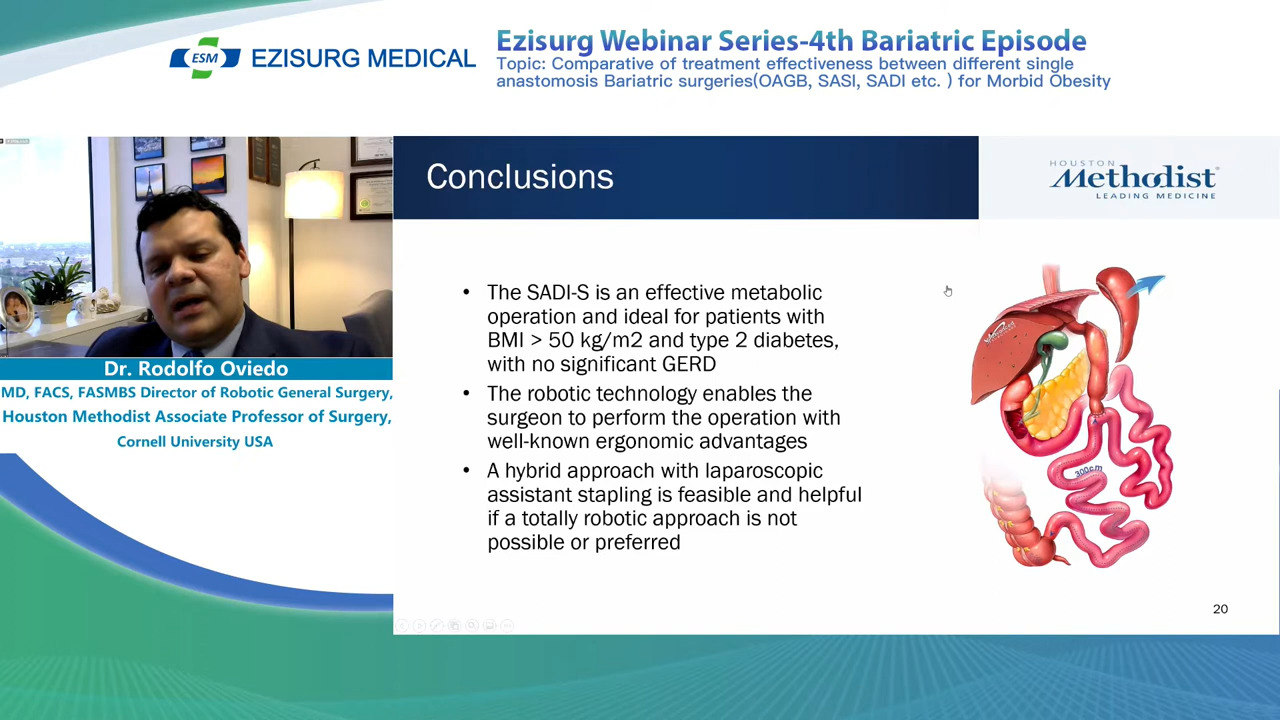 ESM
EZISURG MEDICAL
Ezisurg Webinar Series-4th Bariatric Episode
Topic: Comparative of treatment effectiveness between different single
anastomosis Bariatric surgeries(OAGB, SASI, SADI etc. ) for Morbid Obesity
Dr. Rodolfo Oviedo
MD, FACS, FASMBS Director of Robotic General Surgery,
Houston Methodist Associate Professor of Surgery,
Cornell University USA
Conclusions
HOUSTON
Methodist®
LEADING MEDICINE
• The SADI-S is an effective metabolic
operation and ideal for patients with
BMI > 50 kg/m2 and type 2 diabetes,
with no significant GERD
• The robotic technology enables the
surgeon to perform the operation with
well-known ergonomic advantages
• A hybrid approach with laparoscopic
assistant stapling is feasible and helpful
if a totally robotic approach is not
possible or preferred
300cm
20